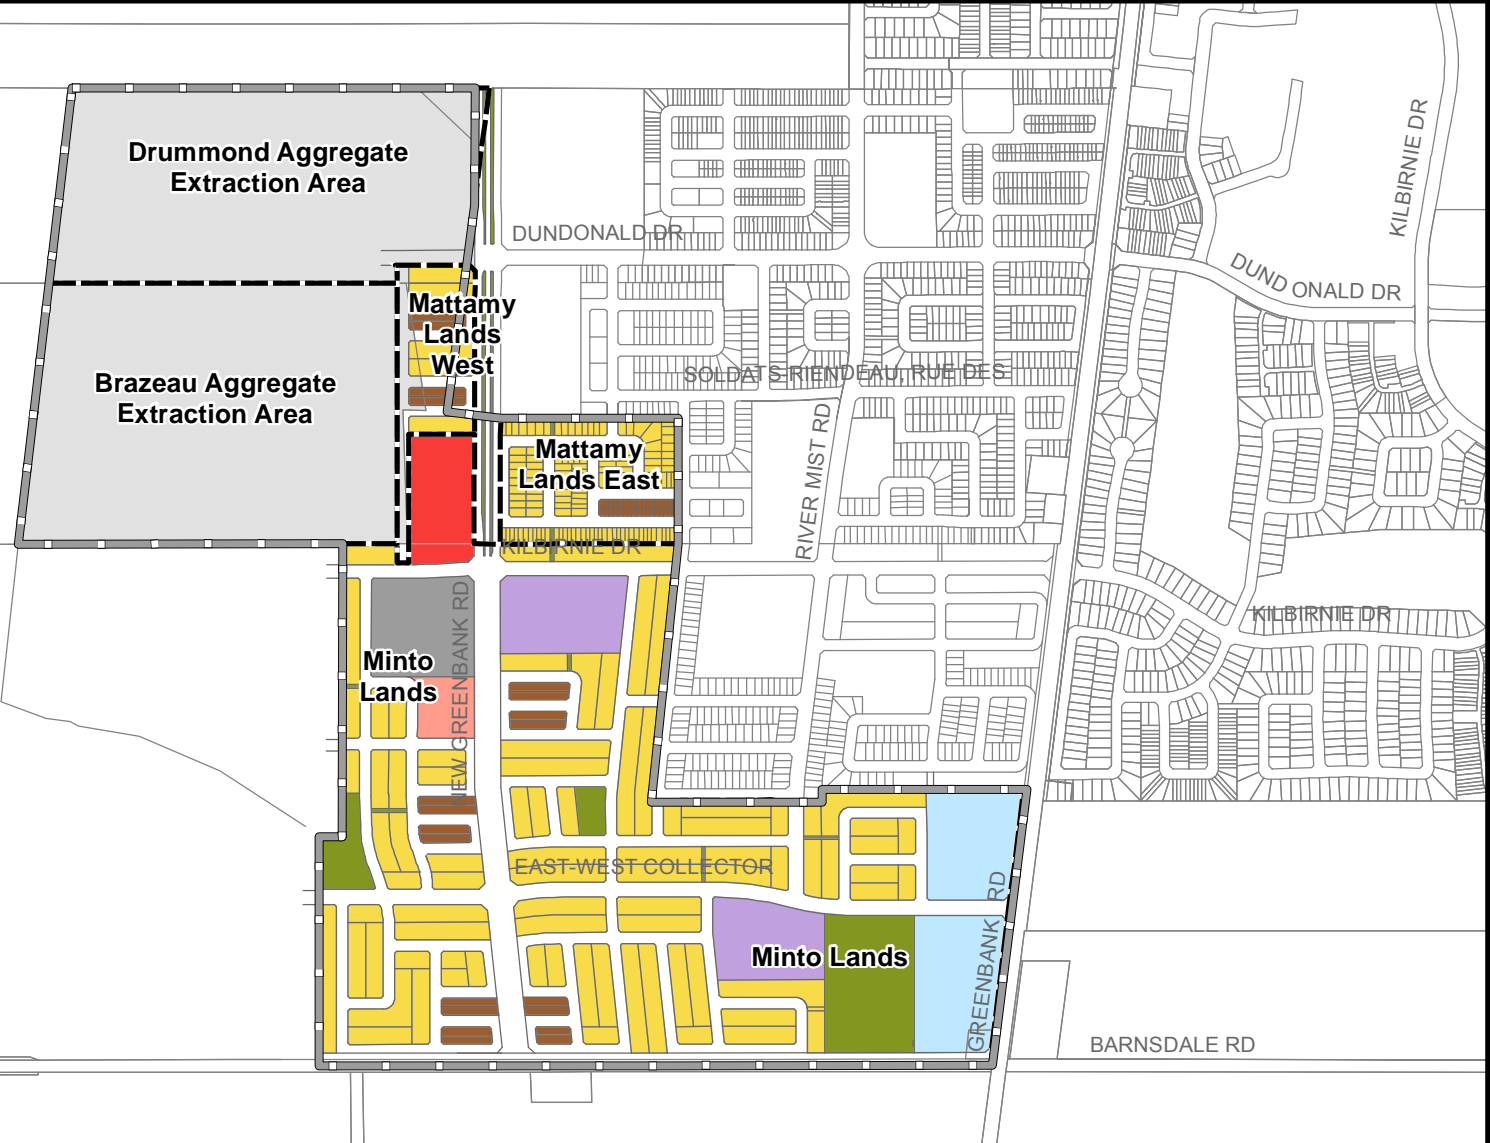 Drummond Aggregate
Extraction Area
KILBIRNIE DR
DUNDONALD DR
DUND ONALD DR
Mattamy
Lands
West
Brazeau Aggregate
Extraction Area
SOLDATS-RIENDEAU, RUE DES
RIVER MIST RD
Mattamy
Lands East
KILBIRNIE DR
KILBIRNIE DR
NEW GREENBANK RD
Minto
Lands
EAST-WEST COLLECTOR
GREENBANK RD
Minto Lands
BARNSDALE RD